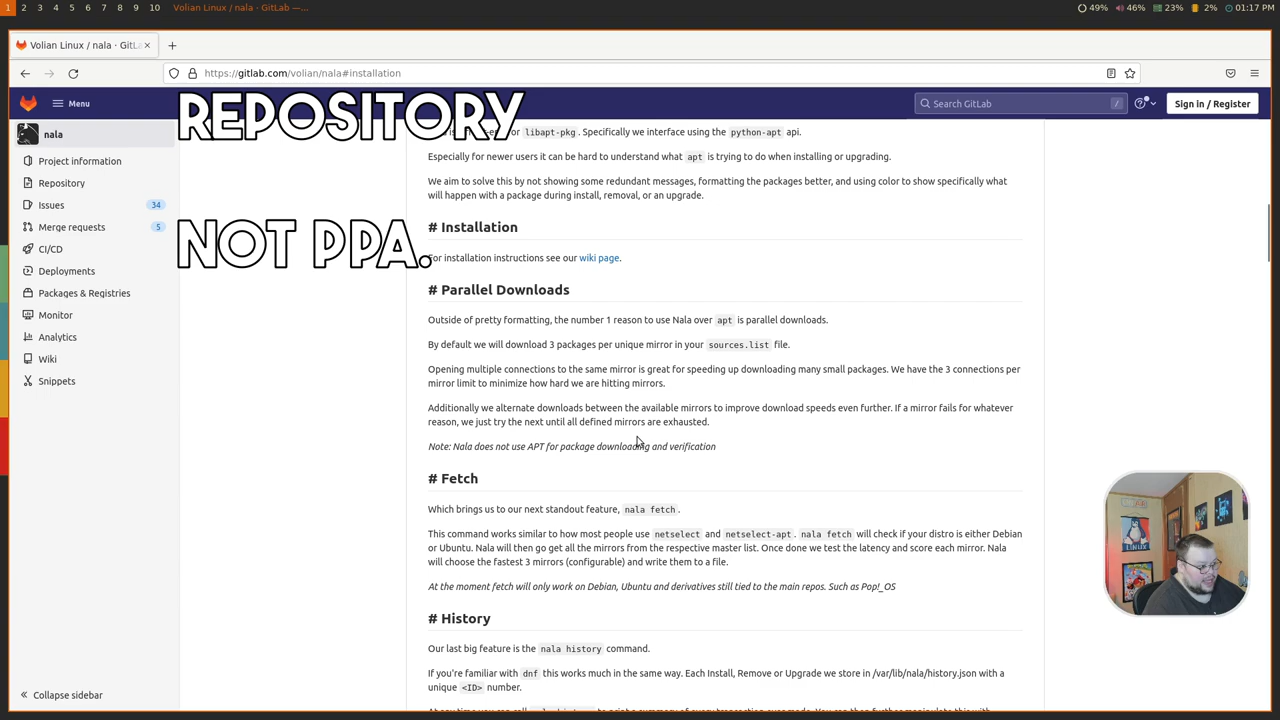 1 2 3 4 5 6 7 8 9 10 Volian Linux / nala · GitLab —... 49% 46% 23% 2% 01:17 PM
Volian Linux / nala · GitL
https://gitlab.com/volian/nala#installation
Menu
Search GitLab /
Sign in / Register
REPOSITORY
NOT PPA.
nala
Project information
Repository
Issues 34
Merge requests 5
CI/CD
Deployments
Packages & Registries
Monitor
Analytics
Wiki
Snippets
Collapse sidebar
or libapt-pkg. Specifically we interface using the python-apt api.
Especially for newer users it can be hard to understand what apt is trying to do when installing or upgrading.
We aim to solve this by not showing some redundant messages, formatting the packages better, and using color to show specifically what
will happen with a package during install, removal, or an upgrade.
# Installation
For installation instructions see our wiki page.
# Parallel Downloads
Outside of pretty formatting, the number 1 reason to use Nala over apt is parallel downloads.
By default we will download 3 packages per unique mirror in your sources.list file.
Opening multiple connections to the same mirror is great for speeding up downloading many small packages. We have the 3 connections per
mirror limit to minimize how hard we are hitting mirrors.
Additionally we alternate downloads between the available mirrors to improve download speeds even further. If a mirror fails for whatever
reason, we just try the next until all defined mirrors are exhausted.
Note: Nala does not use APT for package downloading and verification
# Fetch
Which brings us to our next standout feature, nala fetch.
This command works similar to how most people use netselect and netselect-apt. nala fetch will check if your distro is either Debian
or Ubuntu. Nala will then go get all the mirrors from the respective master list. Once done we test the latency and score each mirror. Nala
will choose the fastest 3 mirrors (configurable) and write them to a file.
At the moment fetch will only work on Debian, Ubuntu and derivatives still tied to the main repos. Such as Pop!_OS
# History
Our last big feature is the nala history command.
If you're familiar with dnf this works much in the same way. Each Install, Remove or Upgrade we store in /var/lib/nala/history.json with a
unique <ID> number.
LINUX